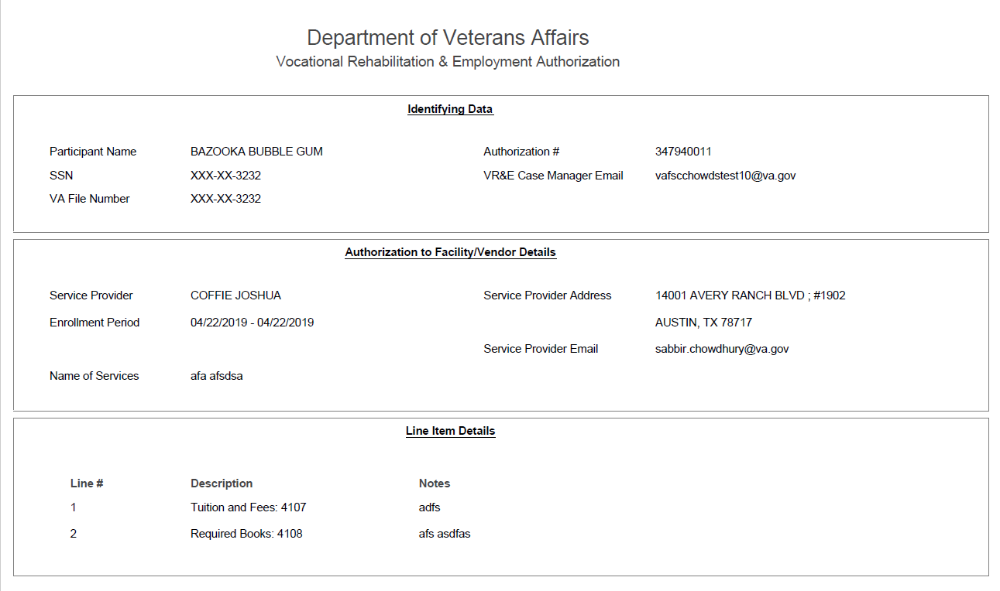 Department of Veterans Affairs
Vocational Rehabilitation & Employment Authorization
Identifying Data
Participant Name BAZOOKA BUBBLE GUM Authorization # 347940011
SSN XXX-XX-3232 VR&E Case Manager Email vafscchowdstest10@va.gov
VA File Number XXX-XX-3232
Authorization to Facility/Vendor Details
Service Provider COFFIE JOSHUA Service Provider Address 14001 AVERY RANCH BLVD ; #1902
Enrollment Period 04/22/2019 - 04/22/2019 AUSTIN, TX 78717
Service Provider Email sabbir.chowdhury@va.gov
Name of Services afa afsdsa
Line Item Details
Line # Description Notes
1 Tuition and Fees: 4107 adfs
2 Required Books: 4108 afs asdfas